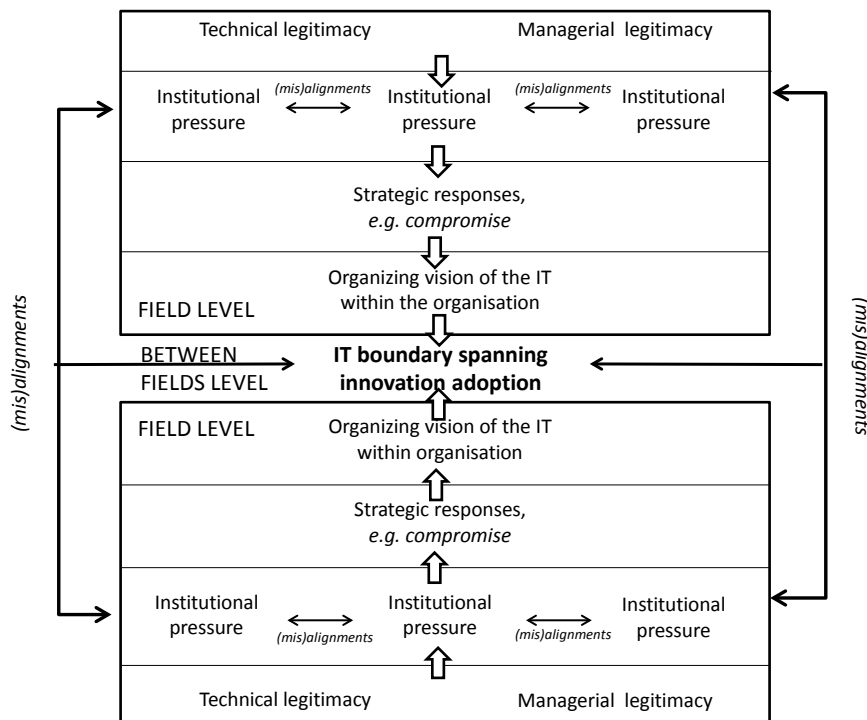 Technical legitimacy Managerial legitimacy
(mis)alignments (mis)alignments
Institutional pressure Institutional pressure Institutional pressure
Strategic responses,
e.g. compromise
Organizing vision of the IT
within the organisation
FIELD LEVEL
(mis)alignments
(mis)alignments
BETWEEN
FIELDS LEVEL
IT boundary spanning
innovation adoption
FIELD LEVEL
Organizing vision of the IT
within organisation
Strategic responses,
e.g. compromise
Institutional pressure Institutional pressure Institutional pressure
(mis)alignments (mis)alignments
Technical legitimacy Managerial legitimacy